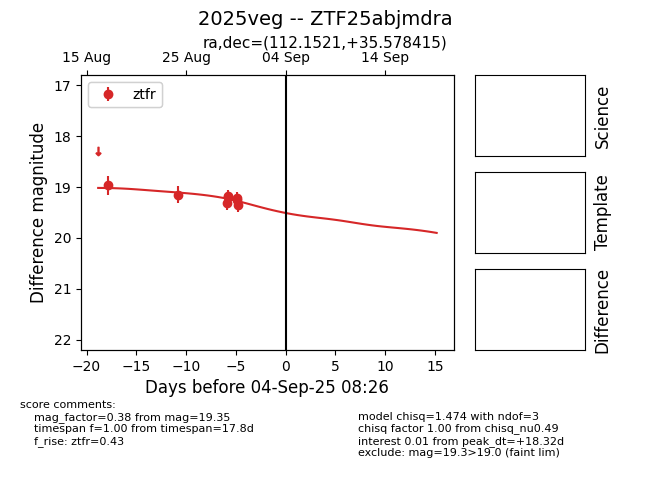 2025veg -- ZTF25abjmdra
ra,dec=(112.1521,+35.578415)
15 Aug 25 Aug 04 Sep 14 Sep
ztfr
17
18
19
20
21
22
Difference magnitude
−20 −15 −10 −5 0 5 10 15
Days before 04-Sep-25 08:26
Science
Template
Difference
score comments:
mag_factor=0.38 from mag=19.35
timespan f=1.00 from timespan=17.8d
f_rise: ztfr=0.43
model chisq=1.474 with ndof=3
chisq factor 1.00 from chisq_nu0.49
interest 0.01 from peak_dt=+18.32d
exclude: mag=19.3>19.0 (faint lim)